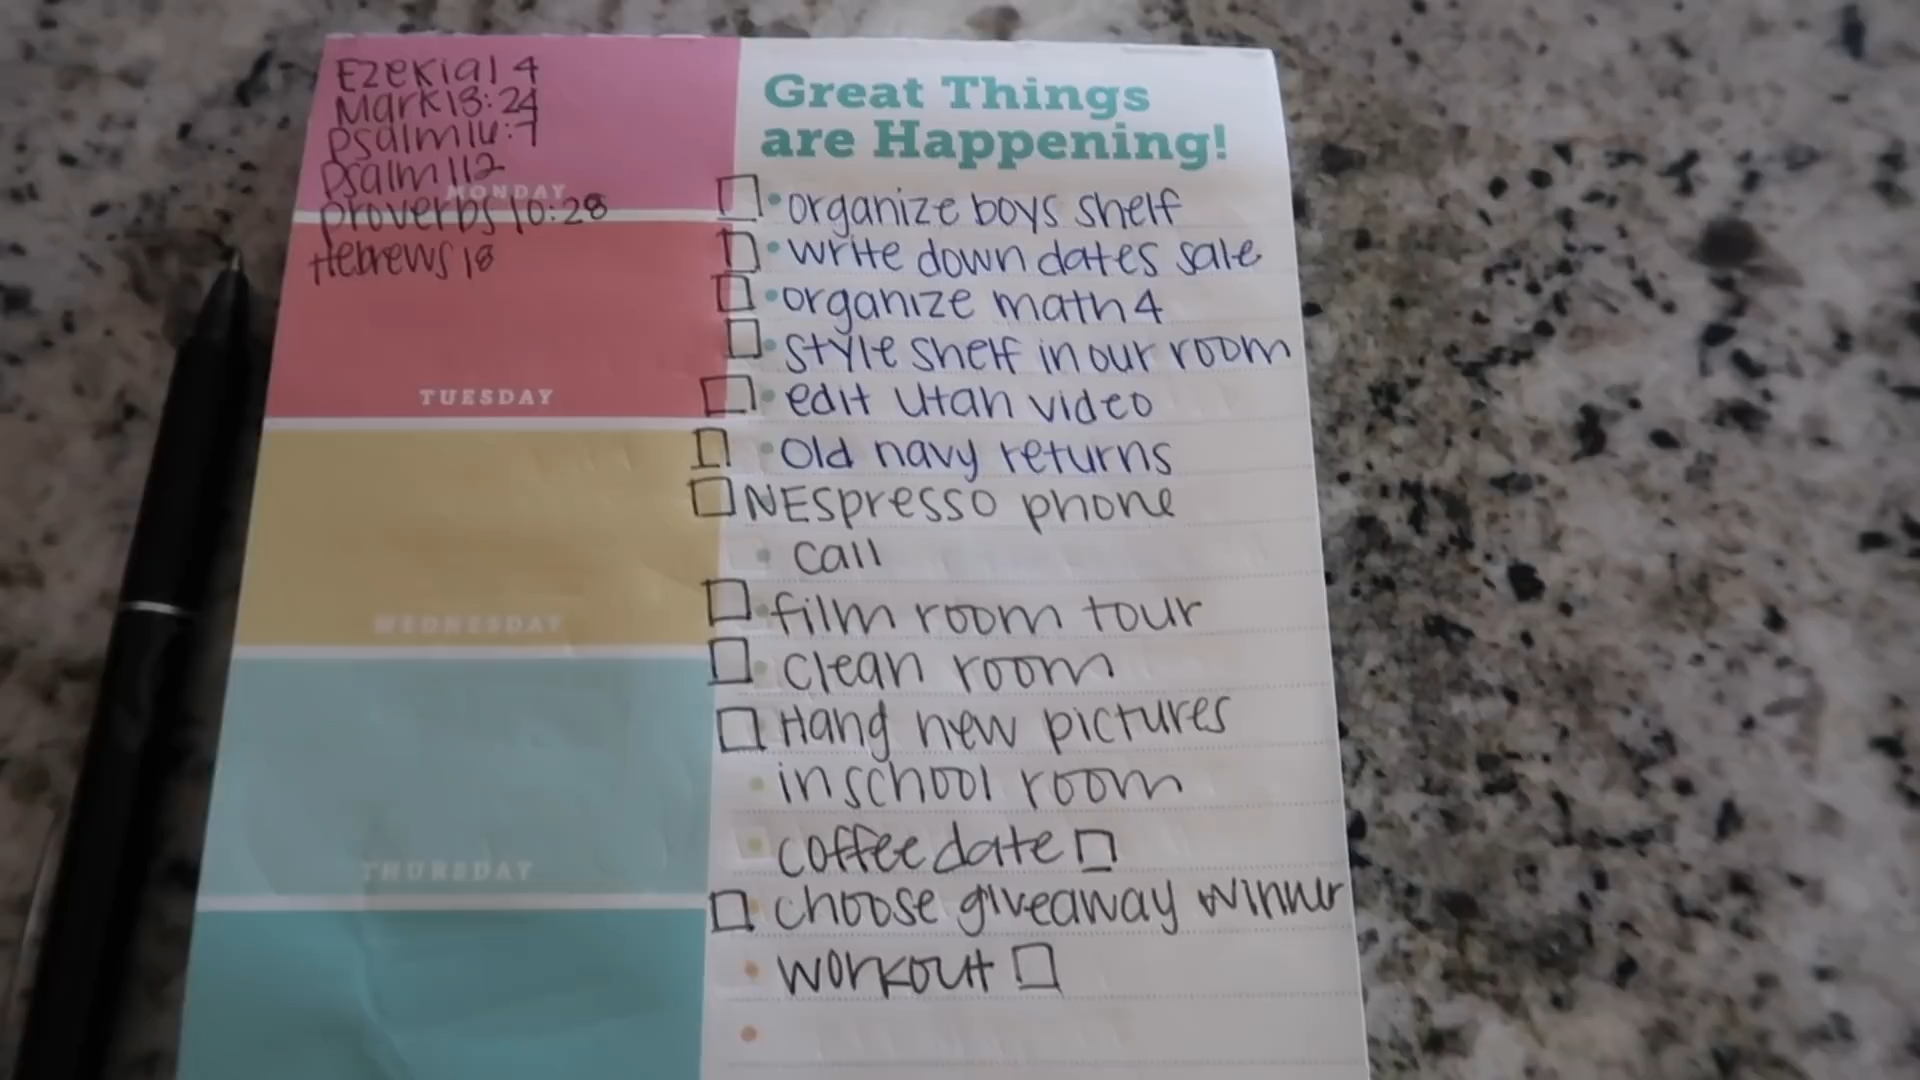 Ezekial 4
Mark 13:24
Psalm 16:7
Psalm 112
MONDAY
Proverbs 10:28
Hebrews 18
TUESDAY
WEDNESDAY
THURSDAY
Great Things
are Happening!
organize boys shelf
write down dates sale
organize math 4
style shelf in our room
edit Utah video
old navy returns
NESpresso phone
call
film room tour
clean room
Hang new pictures
in school room
coffee date
choose giveaway winner
workout